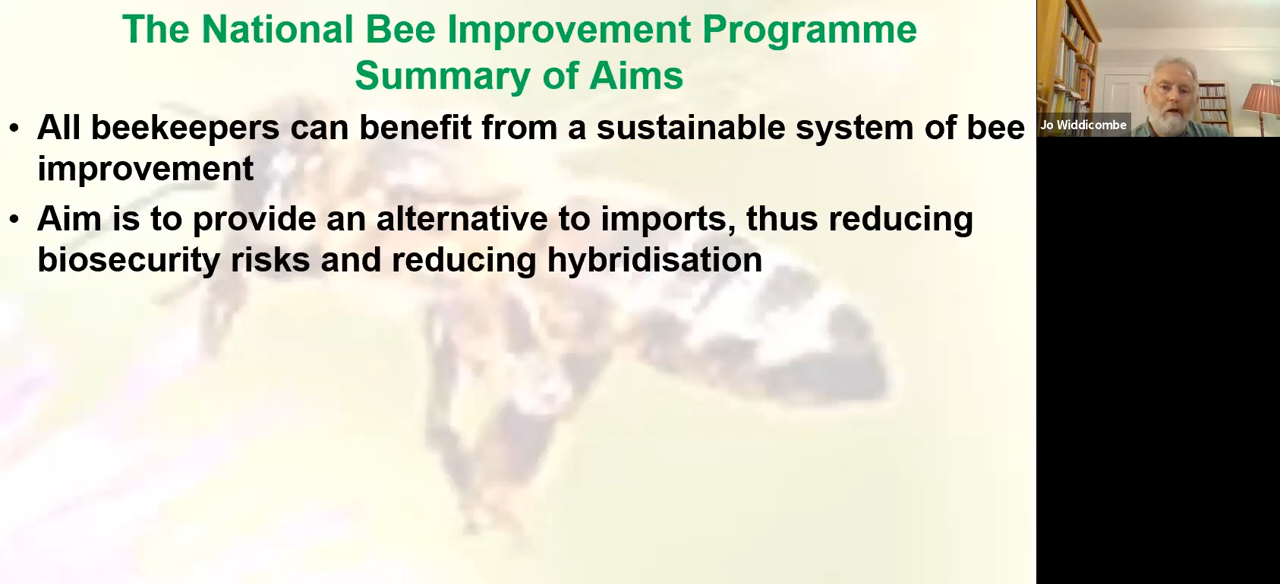 The National Bee Improvement Programme
Summary of Aims
• All beekeepers can benefit from a sustainable system of bee
improvement
• Aim is to provide an alternative to imports, thus reducing
biosecurity risks and reducing hybridisation
Jo Widdicombe